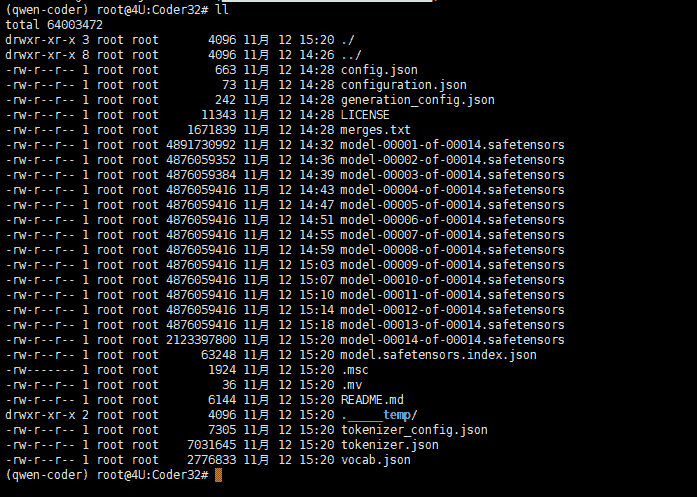 (qwen-coder) root@4U:Coder32# ll
total 64003472
drwxr-xr-x 3 root root       4096 11月 12 15:20 ./
drwxr-xr-x 8 root root       4096 11月 12 14:26 ../
-rw-r--r-- 1 root root        663 11月 12 14:28 config.json
-rw-r--r-- 1 root root         73 11月 12 14:28 configuration.json
-rw-r--r-- 1 root root        242 11月 12 14:28 generation_config.json
-rw-r--r-- 1 root root      11343 11月 12 14:28 LICENSE
-rw-r--r-- 1 root root    1671839 11月 12 14:28 merges.txt
-rw-r--r-- 1 root root 4891730992 11月 12 14:32 model-00001-of-00014.safetensors
-rw-r--r-- 1 root root 4876059352 11月 12 14:36 model-00002-of-00014.safetensors
-rw-r--r-- 1 root root 4876059384 11月 12 14:39 model-00003-of-00014.safetensors
-rw-r--r-- 1 root root 4876059416 11月 12 14:43 model-00004-of-00014.safetensors
-rw-r--r-- 1 root root 4876059416 11月 12 14:47 model-00005-of-00014.safetensors
-rw-r--r-- 1 root root 4876059416 11月 12 14:51 model-00006-of-00014.safetensors
-rw-r--r-- 1 root root 4876059416 11月 12 14:55 model-00007-of-00014.safetensors
-rw-r--r-- 1 root root 4876059416 11月 12 14:59 model-00008-of-00014.safetensors
-rw-r--r-- 1 root root 4876059416 11月 12 15:03 model-00009-of-00014.safetensors
-rw-r--r-- 1 root root 4876059416 11月 12 15:07 model-00010-of-00014.safetensors
-rw-r--r-- 1 root root 4876059416 11月 12 15:10 model-00011-of-00014.safetensors
-rw-r--r-- 1 root root 4876059416 11月 12 15:14 model-00012-of-00014.safetensors
-rw-r--r-- 1 root root 4876059416 11月 12 15:18 model-00013-of-00014.safetensors
-rw-r--r-- 1 root root 2123397800 11月 12 15:20 model-00014-of-00014.safetensors
-rw-r--r-- 1 root root      63248 11月 12 15:20 model.safetensors.index.json
-rw------- 1 root root       1924 11月 12 15:20 .msc
-rw-r--r-- 1 root root         36 11月 12 15:20 .mv
-rw-r--r-- 1 root root       6144 11月 12 15:20 README.md
drwxr-xr-x 2 root root       4096 11月 12 15:20 ._____temp/
-rw-r--r-- 1 root root       7305 11月 12 15:20 tokenizer_config.json
-rw-r--r-- 1 root root    7031645 11月 12 15:20 tokenizer.json
-rw-r--r-- 1 root root    2776833 11月 12 15:20 vocab.json
(qwen-coder) root@4U:Coder32#